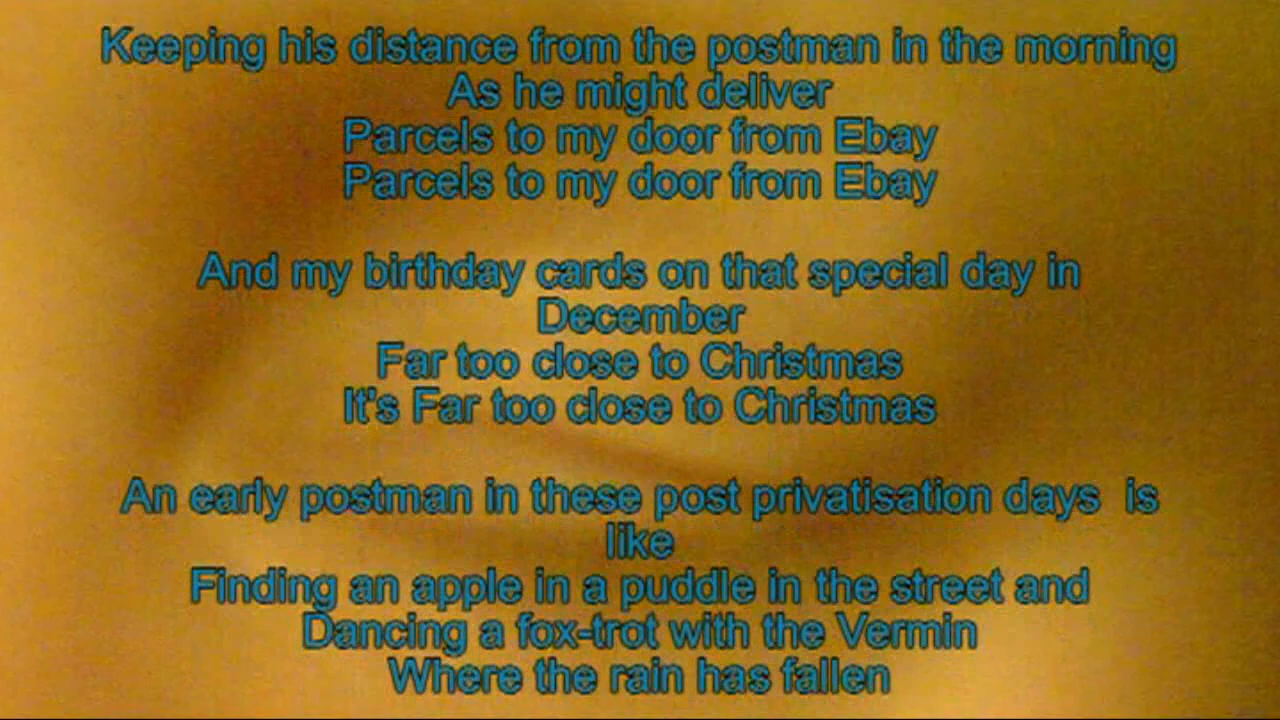 Keeping his distance from the postman in the morning
As he might deliver
Parcels to my door from Ebay
Parcels to my door from Ebay
And my birthday cards on that special day in
December
Far too close to Christmas
It's Far too close to Christmas
An early postman in these post privatisation days  is
like
Finding an apple in a puddle in the street and
Dancing a fox-trot with the Vermin
Where the rain has fallen